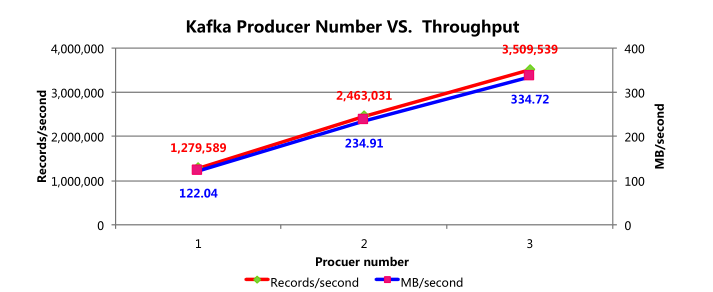 Kafka Producer Number VS. Throughput
4,000,000
3,000,000
2,000,000
1,000,000
0
Records/second
400
300
200
100
0
MB/second
1,279,589
2,463,031
3,509,539
122.04
234.91
334.72
1 2 3
Procuer number
Records/second MB/second